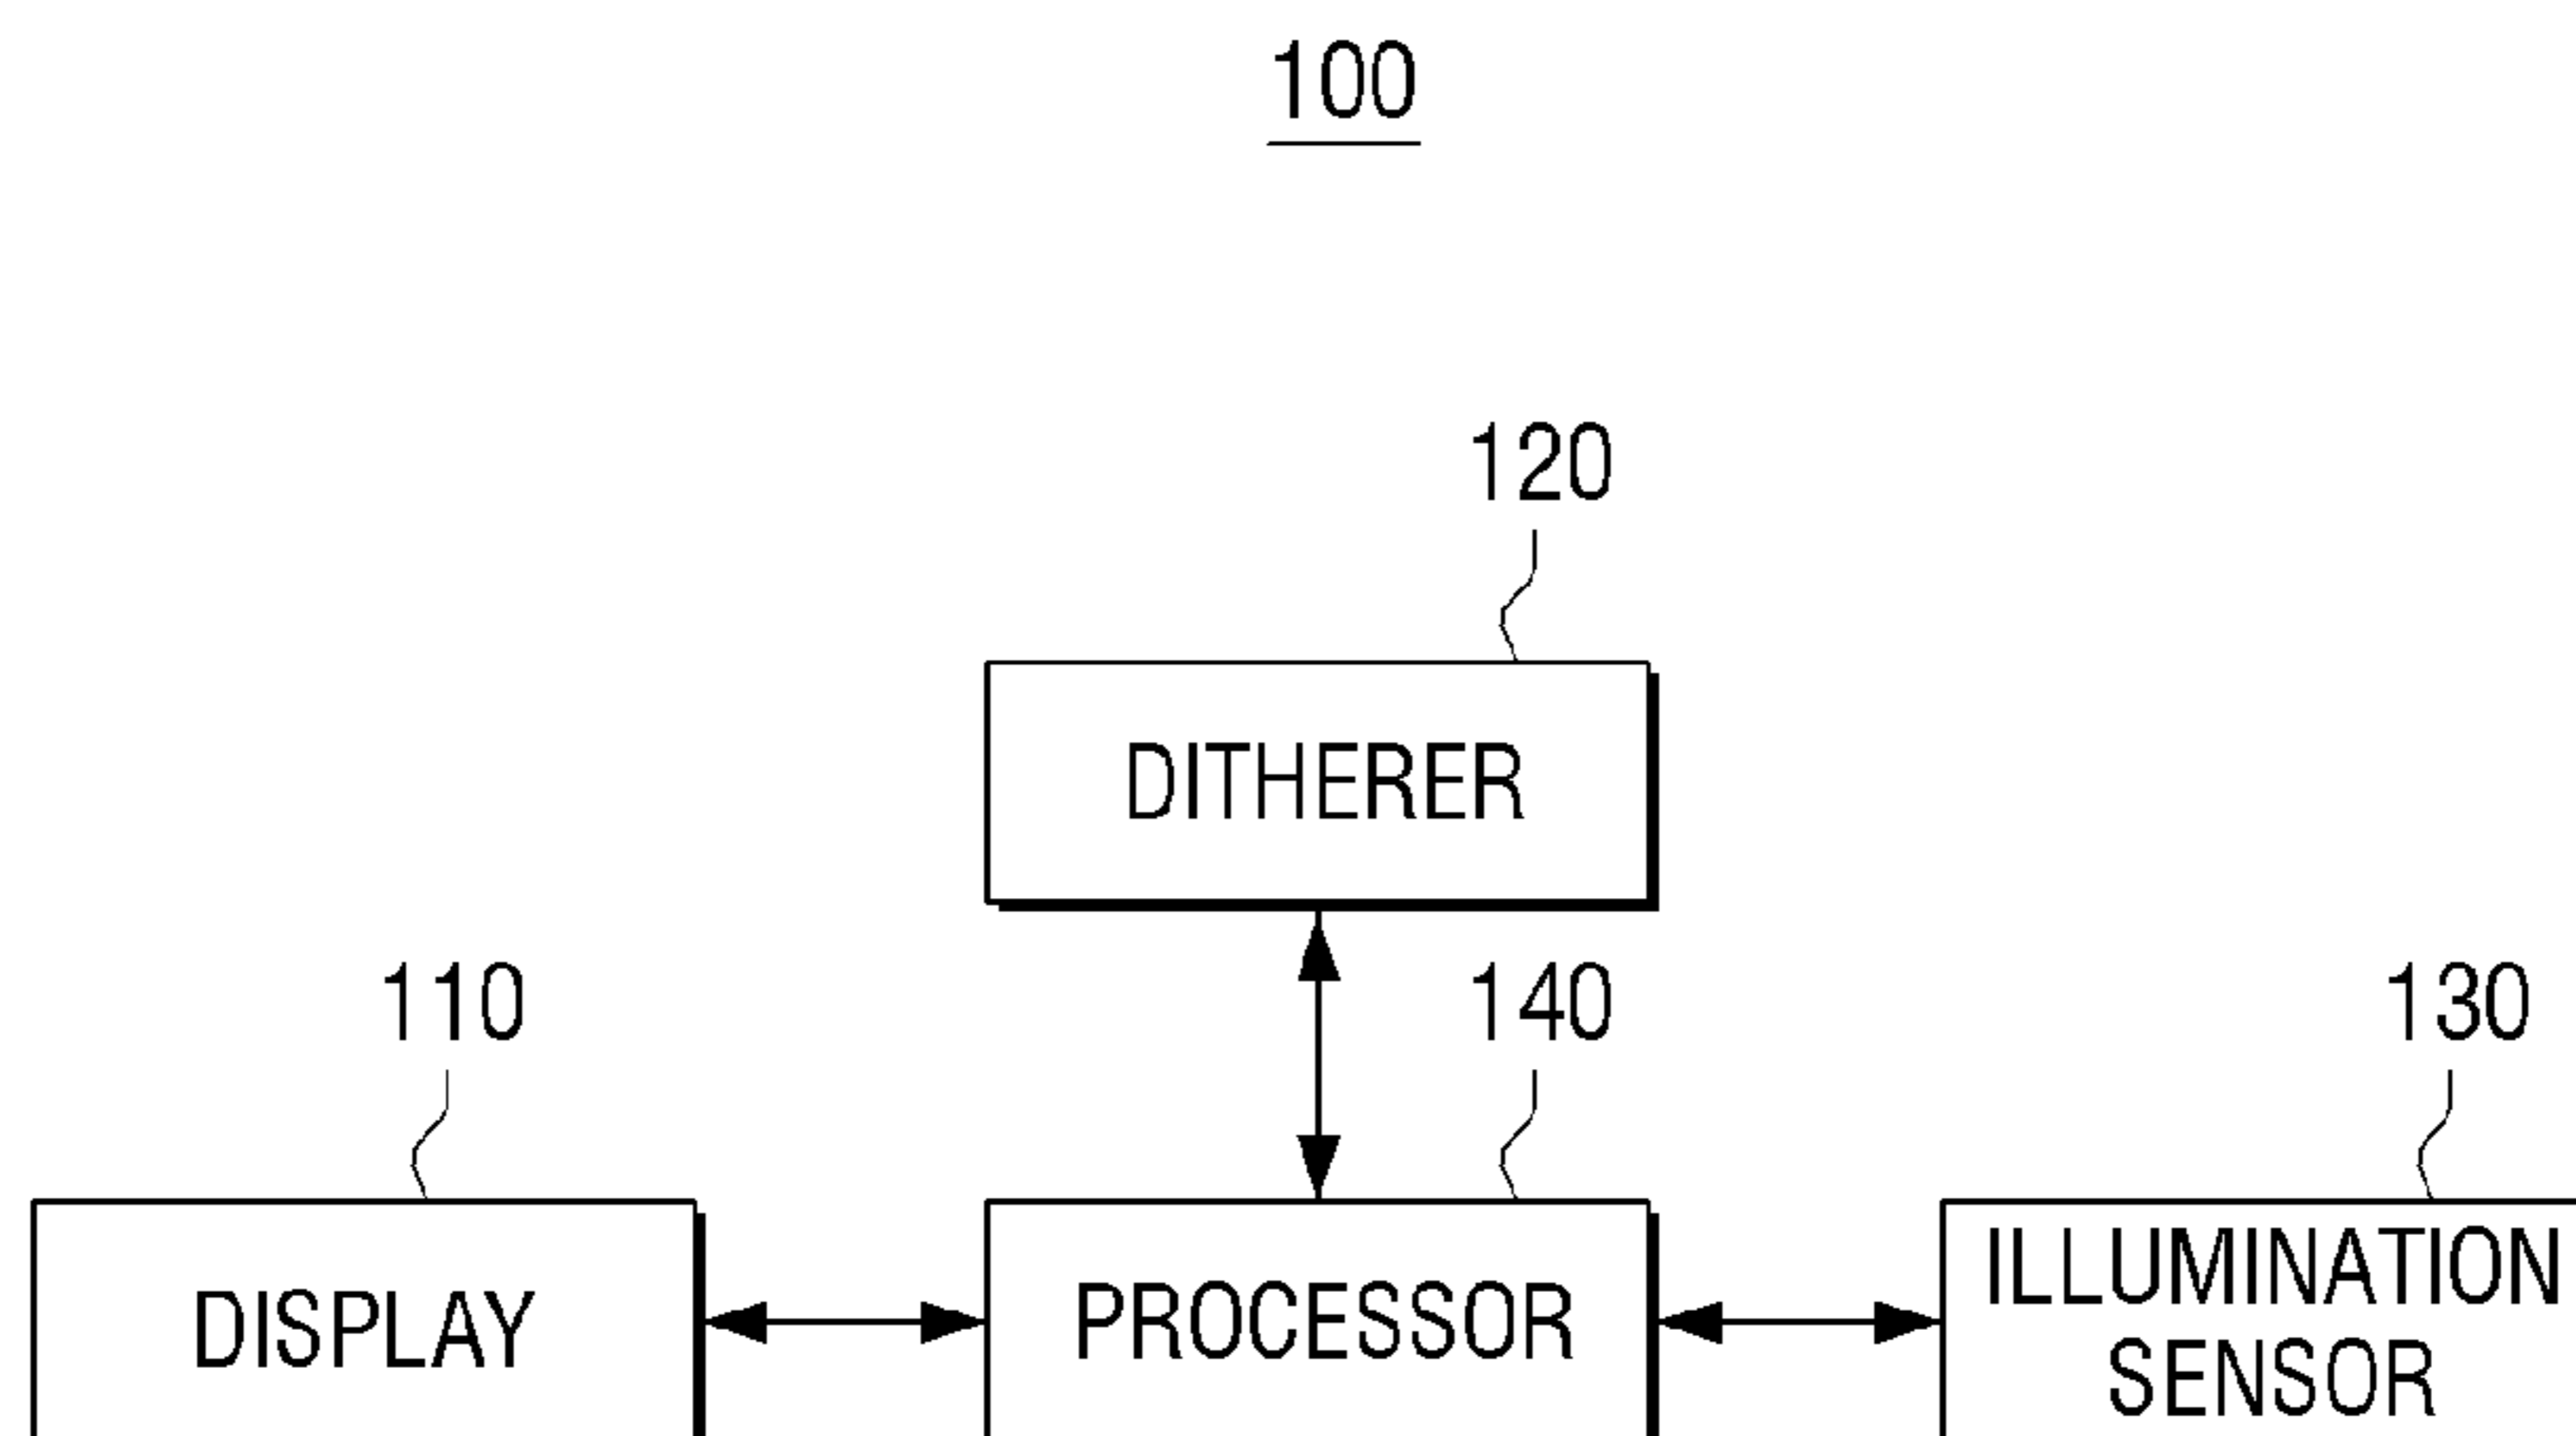 100
120
DITHERER
110
140
130
DISPLAY
PROCESSOR
ILLUMINATION
SENSOR